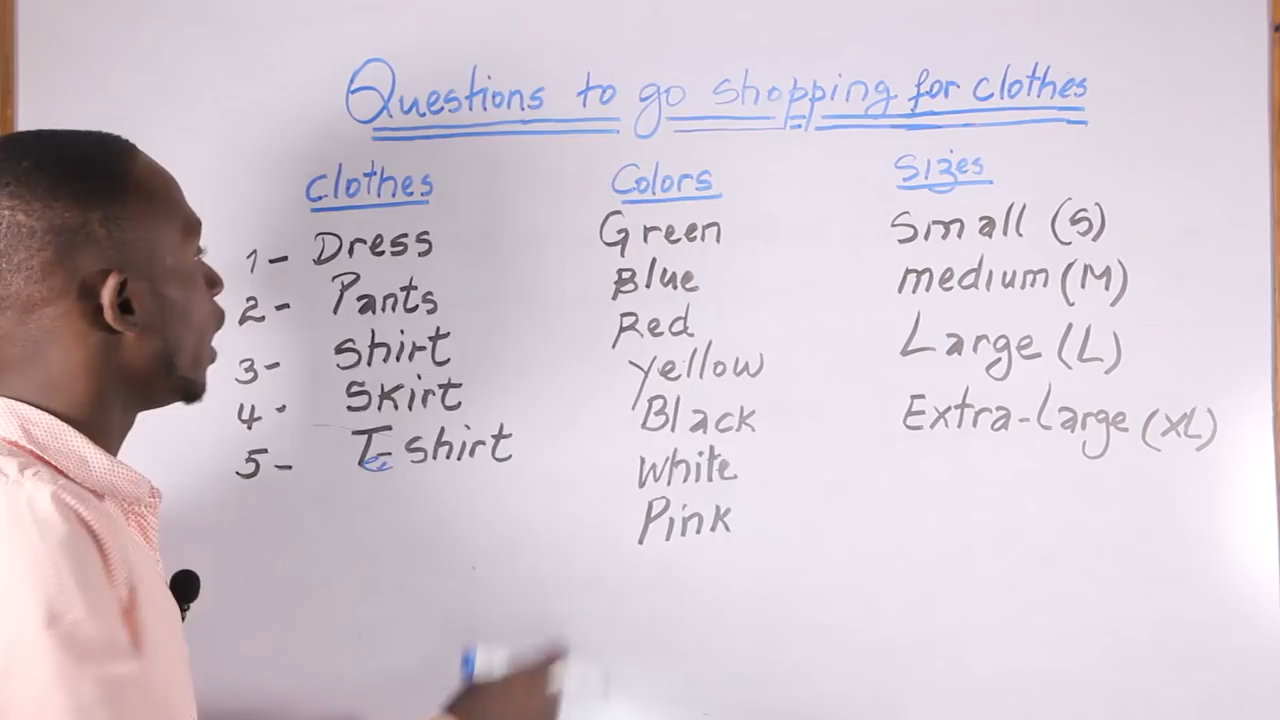 Questions to go shopping for clothes
Clothes
1- Dress
2- Pants
3- Shirt
4- Skirt
5- T-shirt
Colors
Green
Blue
Red
Yellow
Black
White
Pink
Sizes
Small (S)
medium (M)
Large (L)
Extra-large (XL)